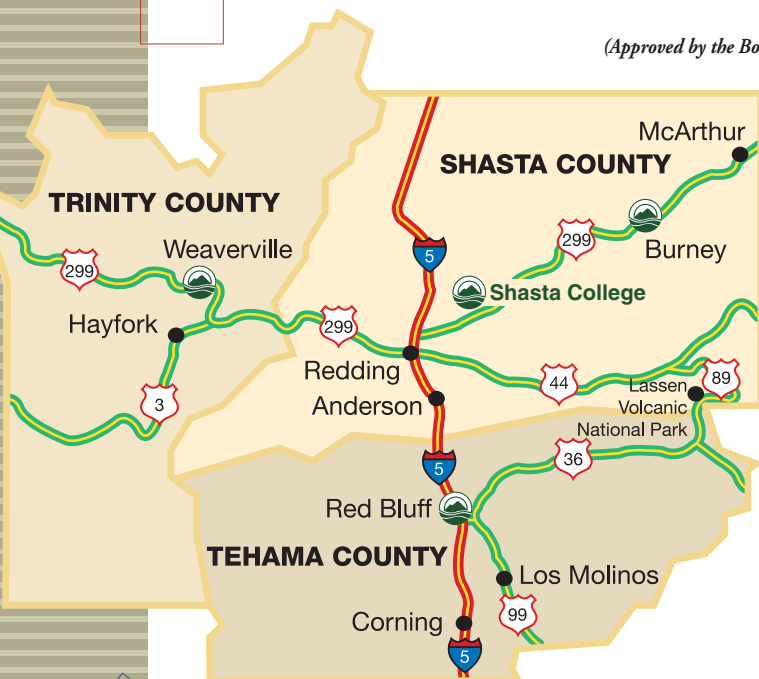 (Approved by the Bo
McArthur
SHASTA COUNTY
TRINITY COUNTY
299
Weaverville
Burney
5
299
Shasta College
Hayfork
299
Redding
44
Lassen
Volcanic
National Park
89
Anderson
3
36
5
Red Bluff
TEHAMA COUNTY
Los Molinos
99
Corning
5